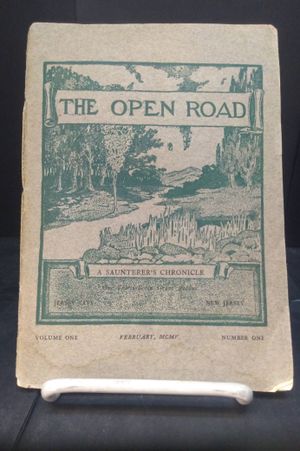 THE OPEN ROAD
A SAUNTERER'S CHRONICLE
JERSEY CITY NEW JERSEY
VOLUME ONE FEBRUARY, MCMV NUMBER ONE